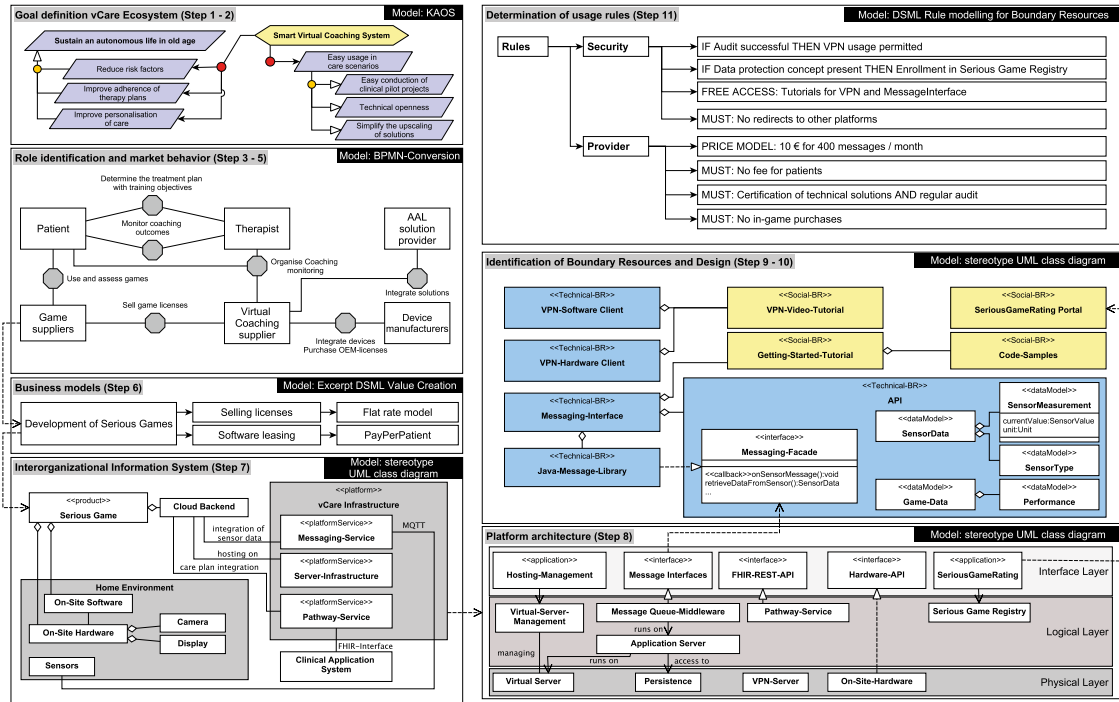 Goal definition vCare Ecosystem (Step 1 - 2)
Model: KAOS
Sustain an autonomous life in old age
Smart Virtual Coaching System
Reduce risk factors
Improve adherence of
therapy plans
Improve personalisation
of care
Easy usage in
care scenarios
Easy conduction of
clinical pilot projects
Technical openness
Simplify the upscaling
of solutions
Role identification and market behavior (Step 3 - 5)
Model: BPMN-Conversion
Determine the treatment plan
with training objectives
Patient
Monitor coaching
outcomes
Therapist
AAL
solution
provider
Use and assess games
Organise Coaching
monitoring
Integrate solutions
Sell game licenses
Game
suppliers
Virtual
Coaching
supplier
Device
manufacturers
Integrate devices
Purchase OEM-licenses
Business models (Step 6)
Model: Excerpt DSML Value Creation
Development of Serious Games
Selling licenses
Flat rate model
Software leasing
PayPerPatient
Interorganizational Information System (Step 7)
Model: stereotype
UML class diagram
<<product>>
Serious Game
Cloud Backend
<<platform>>
vCare Infrastructure
integration of
sensor data
<<platformService>>
Messaging-Service
MQTT
hosting on
<<platformService>>
Server-Infrastructure
care plan integration
<<platformService>>
Pathway-Service
Home Environment
On-Site Software
On-Site Hardware
Camera
Display
Sensors
FHIR-Interface
Clinical Application
System
Determination of usage rules (Step 11)
Model: DSML Rule modelling for Boundary Resources
Rules
Security
IF Audit successful THEN VPN usage permitted
IF Data protection concept present THEN Enrollment in Serious Game Registry
FREE ACCESS: Tutorials for VPN and MessageInterface
MUST: No redirects to other platforms
Provider
PRICE MODEL: 10 € for 400 messages / month
MUST: No fee for patients
MUST: Certification of technical solutions AND regular audit
MUST: No in-game purchases
Identification of Boundary Resources and Design (Step 9 - 10)
Model: stereotype UML class diagram
<<Technical-BR>>
VPN-Software Client
<<Social-BR>>
VPN-Video-Tutorial
<<Social-BR>>
SeriousGameRating Portal
<<Technical-BR>>
VPN-Hardware Client
<<Social-BR>>
Getting-Started-Tutorial
<<Social-BR>>
Code-Samples
<<Technical-BR>>
Messaging-Interface
<<Technical-BR>>
API
<<dataModel>>
SensorMeasurement
currentValue:SensorValue
unit:Unit
<<dataModel>>
SensorData
<<interface>>
Messaging-Facade
<<callback>>onSensorMessage():void
retrieveDataFromSensor():SensorData
...
<<dataModel>>
SensorType
<<Technical-BR>>
Java-Message-Library
<<dataModel>>
Game-Data
<<dataModel>>
Performance
Platform architecture (Step 8)
Model: stereotype UML class diagram
<<application>>
Hosting-Management
<<interface>>
Message Interfaces
<<interface>>
FHIR-REST-API
<<interface>>
Hardware-API
<<application>>
SeriousGameRating
Interface Layer
Virtual-Server-
Management
Message Queue-Middleware
Pathway-Service
Serious Game Registry
runs on
Application Server
Logical Layer
managing
runs on
access to
Virtual Server
Persistence
VPN-Server
On-Site-Hardware
Physical Layer